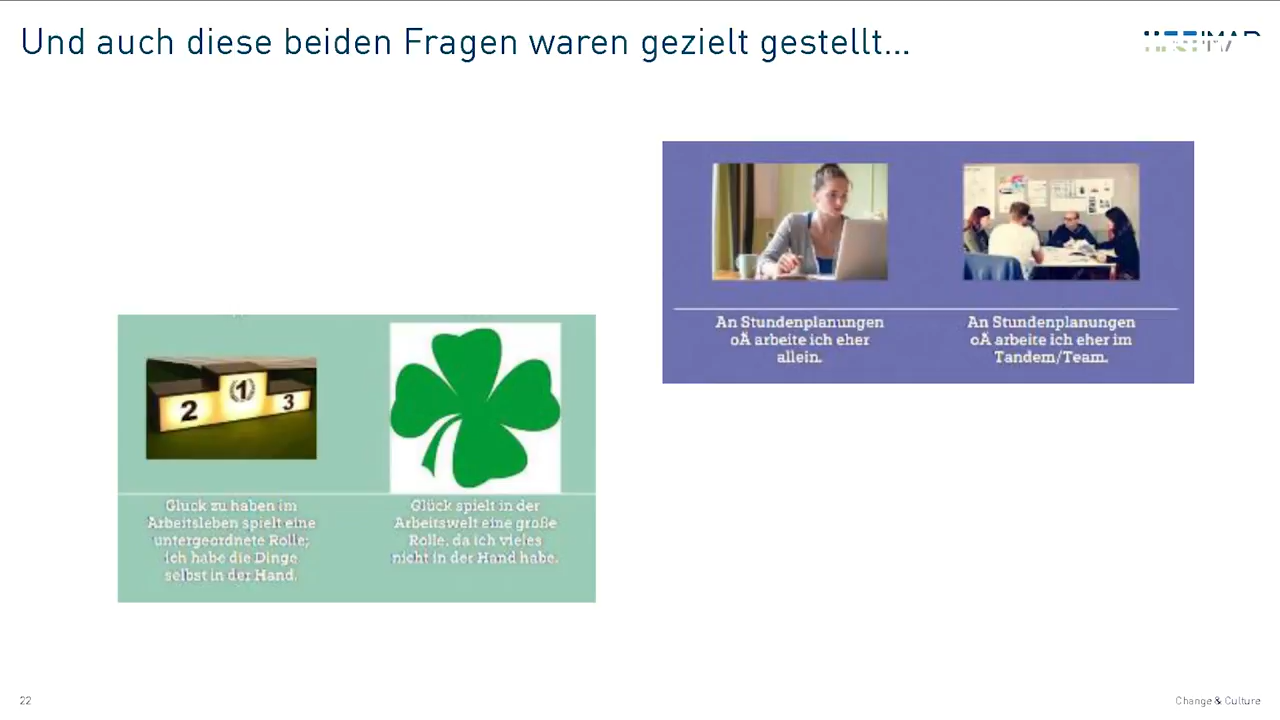 Und auch diese beiden Fragen waren gezielt gestellt...
An Stundenplanungen
oÄ arbeite ich eher
allein.
An Stundenplanungen
oÄ arbeite ich eher im
Tandem/Team.
2
1
3
Glück zu haben im
Arbeitsleben spielt eine
untergeordnete Rolle;
ich habe die Dinge
selbst in der Hand.
Glück spielt in der
Arbeitswelt eine große
Rolle, da ich vieles
nicht in der Hand habe.
22
Change & Culture